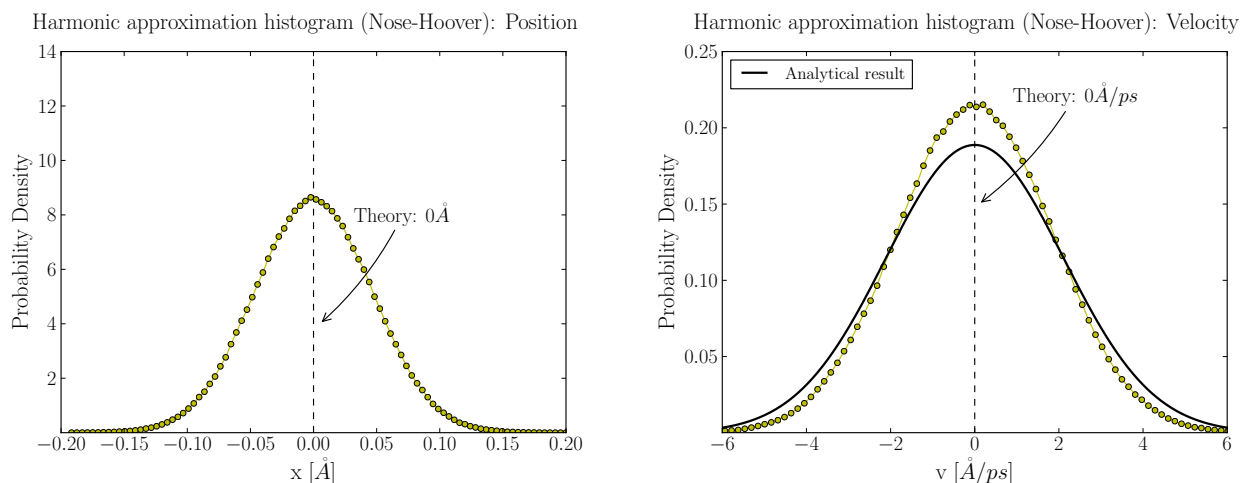 Harmonic approximation histogram (Nose-Hoover): Position
14
12
10
8
6
4
2
Probability Density
Theory: 0Å
−0.20 −0.15 −0.10 −0.05 0.00 0.05 0.10 0.15 0.20
x [Å]
Harmonic approximation histogram (Nose-Hoover): Velocity
0.25
0.20
0.15
0.10
0.05
Probability Density
Analytical result
Theory: 0Å/ps
−6 −4 −2 0 2 4 6
v [Å/ps]